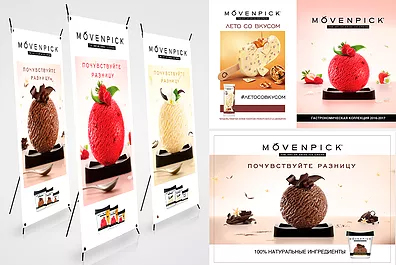 MÖVENPICK
ПОЧУВСТВУЙТЕ
РАЗНИЦУ
MÖVENPICK
ПОЧУВСТВУЙТЕ
РАЗНИЦУ
MÖVENPICK
ПОЧУВСТВУЙТЕ
РАЗНИЦУ
MÖVENPICK
ЛЕТО СО ВКУСОМ
#ЛЕТОСОВКУСОМ
MÖVENPICK
ГАСТРОНОМИЧЕСКАЯ КОЛЛЕКЦИЯ 2016-2017
MÖVENPICK
ПОЧУВСТВУЙТЕ РАЗНИЦУ
100% НАТУРАЛЬНЫЕ ИНГРЕДИЕНТЫ
MÖVENPICK